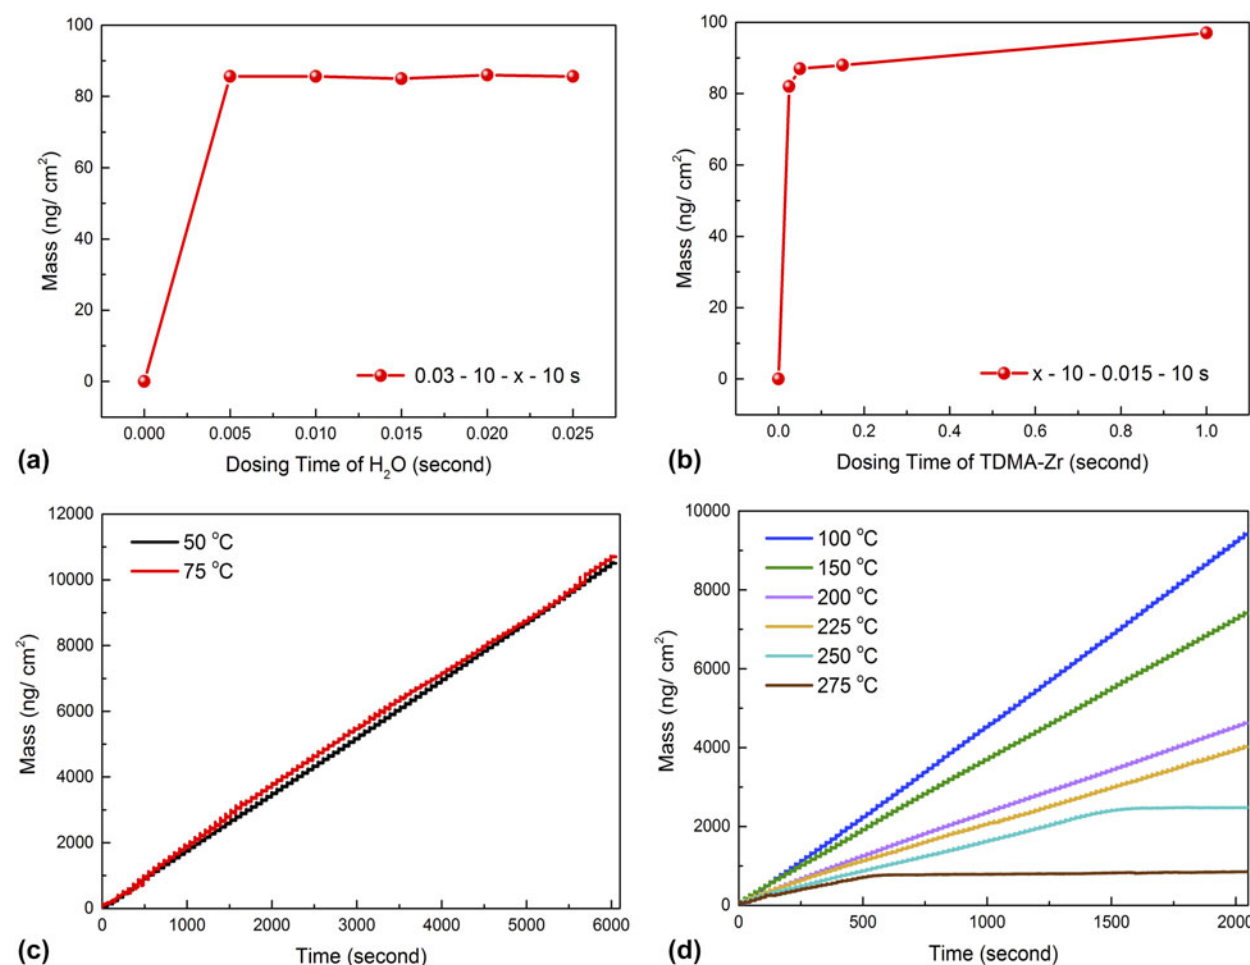 100
80
60
40
20
0
Mass (ng/ cm²)
0.03 - 10 - x - 10 s
0.000 0.005 0.010 0.015 0.020 0.025
(a) Dosing Time of H₂O (second)
100
80
60
40
20
0
Mass (ng/ cm²)
x - 10 - 0.015 - 10 s
0.0 0.2 0.4 0.6 0.8 1.0
(b) Dosing Time of TDMA-Zr (second)
12000
10000
8000
6000
4000
2000
0
Mass (ng/ cm²)
50 °C
75 °C
0 1000 2000 3000 4000 5000 6000
(c) Time (second)
10000
8000
6000
4000
2000
0
Mass (ng/ cm²)
100 °C
150 °C
200 °C
225 °C
250 °C
275 °C
0 500 1000 1500 2000
(d) Time (second)